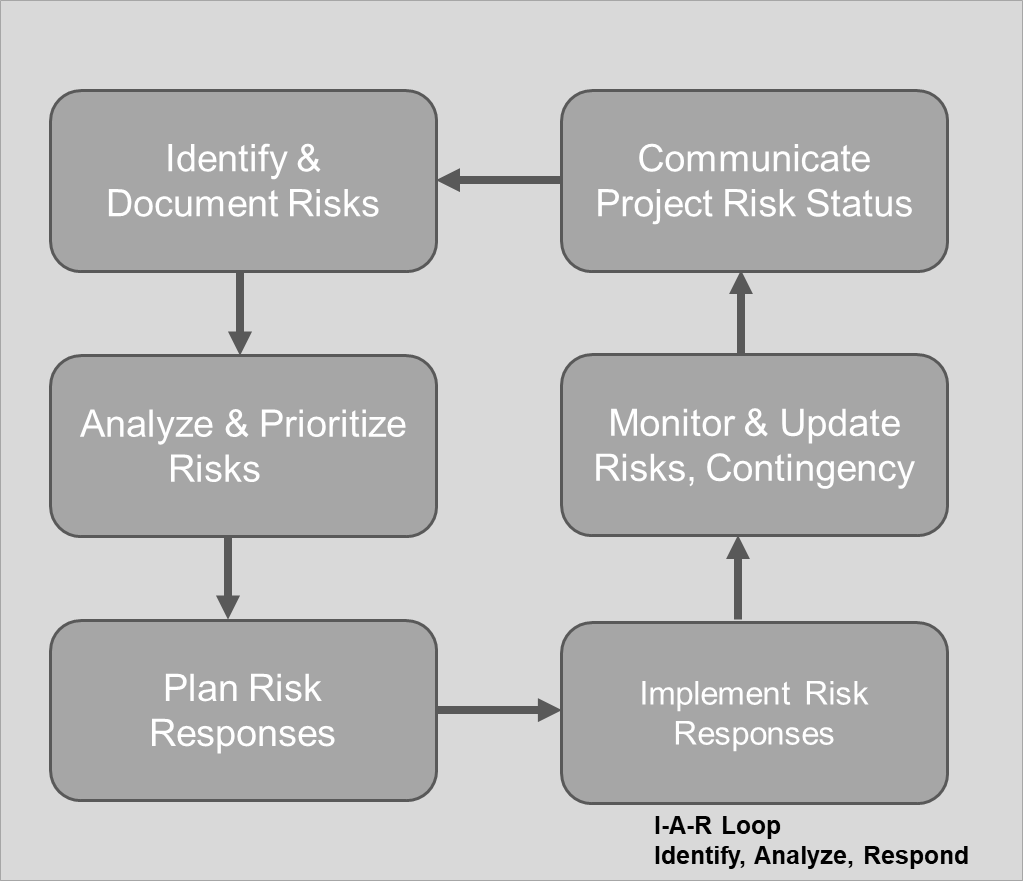 Identify &
Document Risks
Analyze & Prioritize
Risks
Plan Risk
Responses
Implement Risk
Responses
Monitor & Update
Risks, Contingency
Communicate
Project Risk Status
I-A-R Loop
Identify, Analyze, Respond